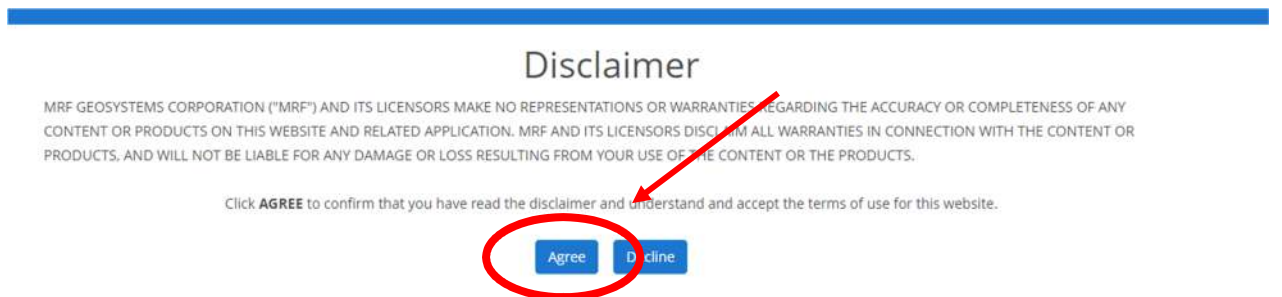 Disclaimer
MRF GEOSYSTEMS CORPORATION ("MRF") AND ITS LICENSORS MAKE NO REPRESENTATIONS OR WARRANTIES REGARDING THE ACCURACY OR COMPLETENESS OF ANY
CONTENT OR PRODUCTS ON THIS WEBSITE AND RELATED APPLICATION. MRF AND ITS LICENSORS DISCLAIM ALL WARRANTIES IN CONNECTION WITH THE CONTENT OR
PRODUCTS, AND WILL NOT BE LIABLE FOR ANY DAMAGE OR LOSS RESULTING FROM YOUR USE OF THE CONTENT OR THE PRODUCTS.
Click AGREE to confirm that you have read the disclaimer and understand and accept the terms of use for this website.
Agree Decline